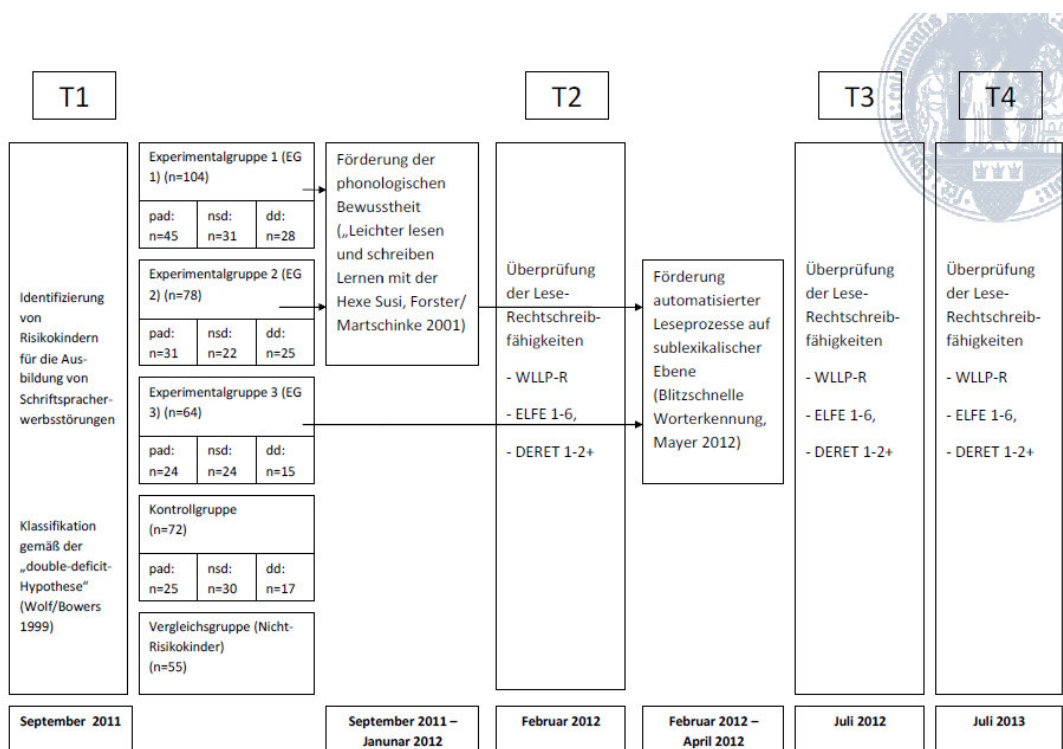 T1
T2
T3
T4
Identifizierung
von
Risikokindern
für die Aus-
bildung von
Schriftspracher-
werbsstörungen
Klassifikation
gemäß der
„double-deficit-
Hypothese“
(Wolf/Bowers
1999)
Experimentalgruppe 1 (EG
1) (n=104)
pad:
n=45
nsd:
n=31
dd:
n=28
Experimentalgruppe 2 (EG
2) (n=78)
pad:
n=31
nsd:
n=22
dd:
n=25
Experimentalgruppe 3 (EG
3) (n=64)
pad:
n=24
nsd:
n=24
dd:
n=15
Kontrollgruppe
(n=72)
pad:
n=25
nsd:
n=30
dd:
n=17
Vergleichsgruppe (Nicht-
Risikokinder)
(n=55)
Förderung der
phonologischen
Bewusstheit
(„Leichter lesen
und schreiben
Lernen mit der
Hexe Susi, Forster/
Martschinke 2001)
Überprüfung
der Lese-
Rechtschreib-
fähigkeiten
- WLLP-R
- ELFE 1-6,
- DERET 1-2+
Förderung
automatisierter
Leseprozesse auf
sublexikalischer
Ebene
(Blitzschnelle
Worterkennung,
Mayer 2012)
Überprüfung
der Lese-
Rechtschreib-
fähigkeiten
- WLLP-R
- ELFE 1-6,
- DERET 1-2+
Überprüfung
der Lese-
Rechtschreib-
fähigkeiten
- WLLP-R
- ELFE 1-6,
- DERET 1-2+
September 2011
September 2011 –
Janunar 2012
Februar 2012
Februar 2012 –
April 2012
Juli 2012
Juli 2013